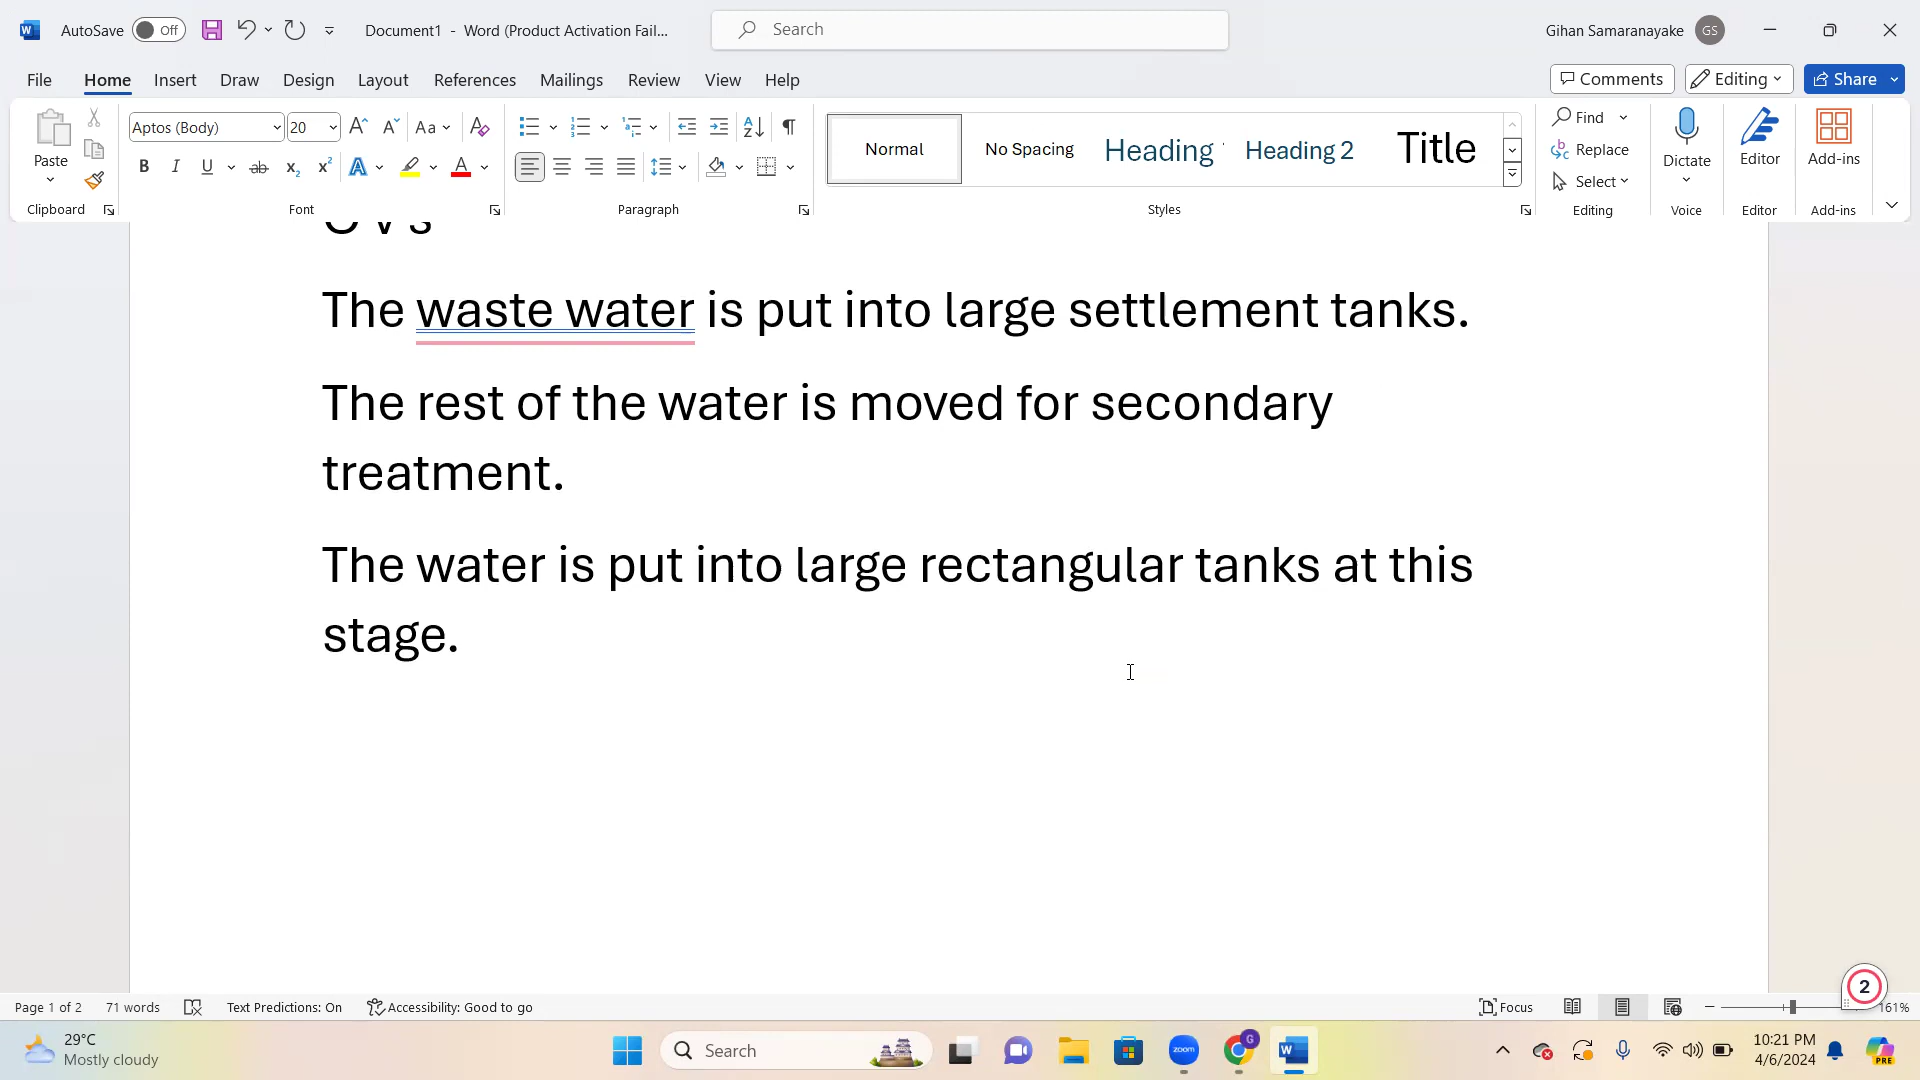 AutoSave Off Document1 - Word (Product Activation Fail... Search Gihan Samaranayake GS
File Home Insert Draw Design Layout References Mailings Review View Help Comments Editing Share
Paste Aptos (Body) 20 Aa Normal No Spacing Heading Heading 2 Title Find Replace Select Dictate Editor Add-ins
Clipboard Font Paragraph Styles Editing Voice Editor Add-ins
The waste water is put into large settlement tanks.
The rest of the water is moved for secondary
treatment.
The water is put into large rectangular tanks at this
stage.
2
Page 1 of 2 71 words Text Predictions: On Accessibility: Good to go Focus 161%
29°C
Mostly cloudy
Search
zoom
G
10:21 PM
4/6/2024
PRE